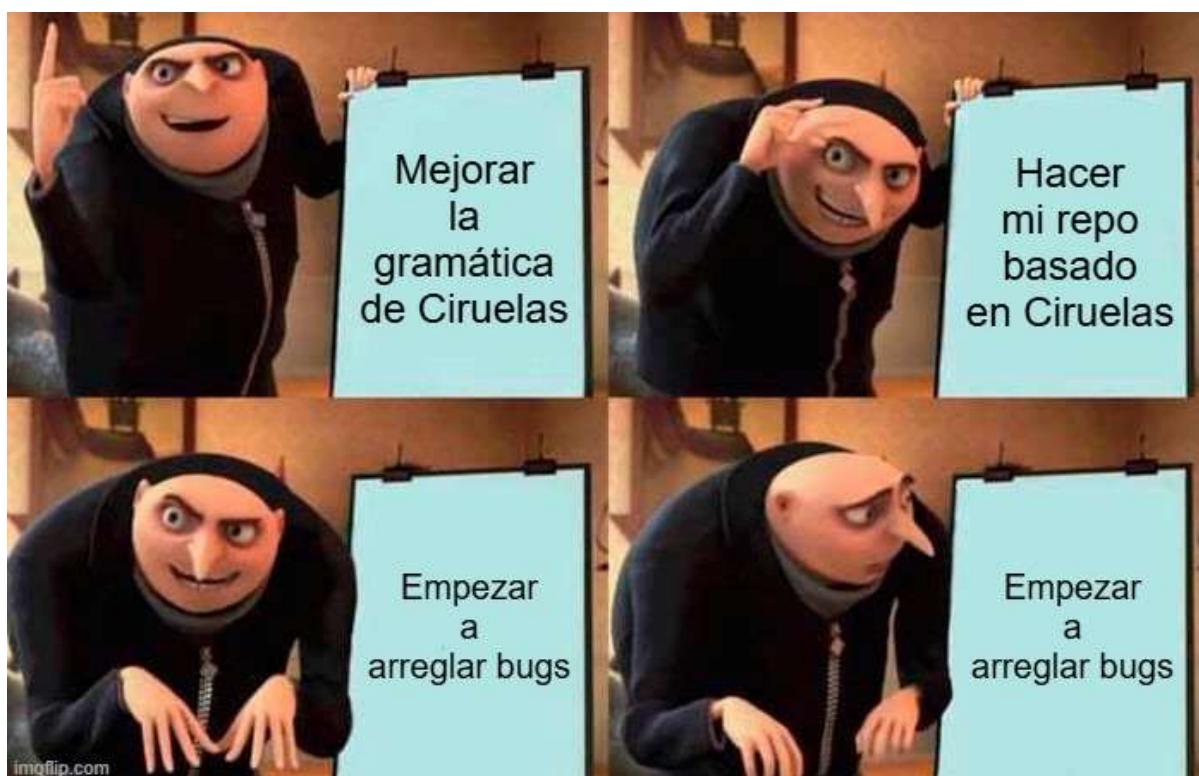 Mejorar
la
gramática
de Ciruelas
Hacer
mi repo
basado
en Ciruelas
Empezar
a
arreglar bugs
Empezar
a
arreglar bugs
imgflip.com